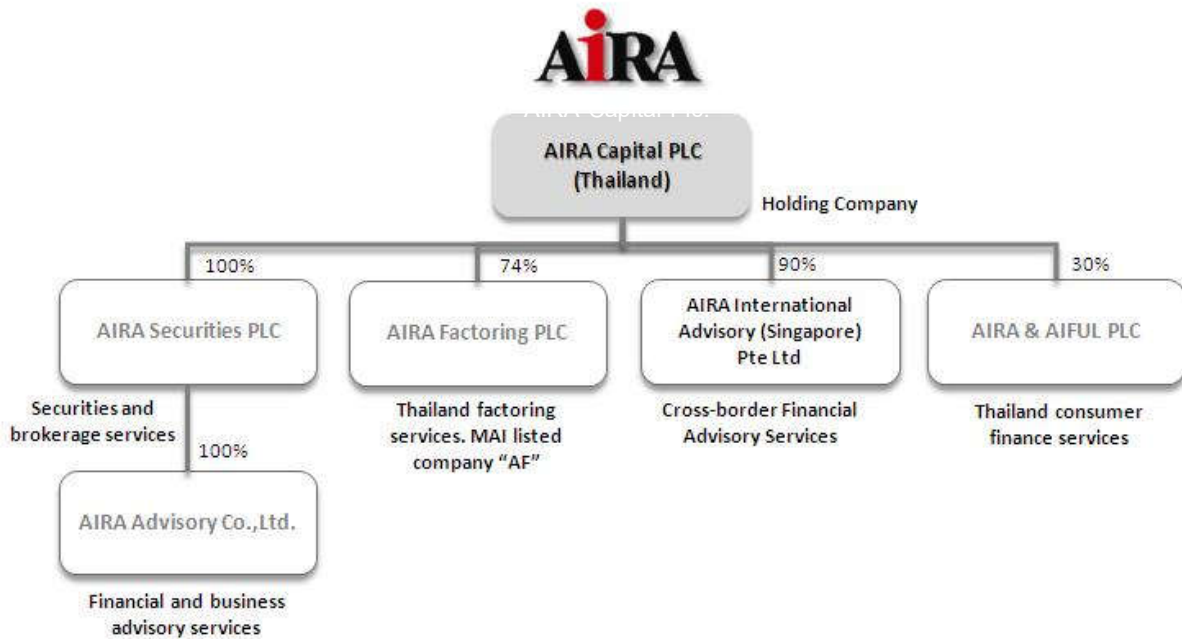 AiRA
AIRA Capital Plc.
AIRA Capital PLC
(Thailand)
Holding Company
100%
74%
90%
30%
AIRA Securities PLC
AIRA Factoring PLC
AIRA International
Advisory (Singapore)
Pte Ltd
AIRA & AIFUL PLC
Securities and
brokerage services
Thailand factoring
services. MAI listed
company “AF”
Cross-border Financial
Advisory Services
Thailand consumer
finance services
100%
AIRA Advisory Co.,Ltd.
Financial and business
advisory services